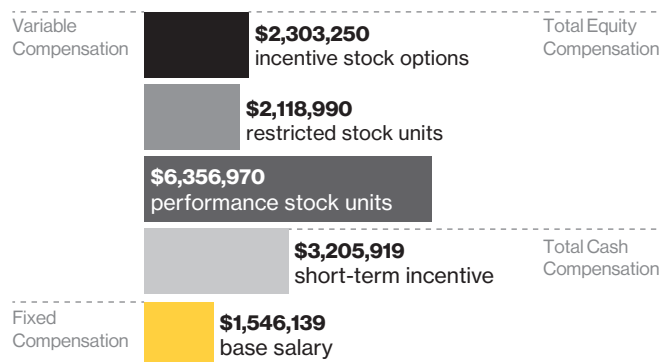 Variable
Compensation
$2,303,250
incentive stock options
Total Equity
Compensation
$2,118,990
restricted stock units
$6,356,970
performance stock units
$3,205,919
short-term incentive
Total Cash
Compensation
Fixed
Compensation
$1,546,139
base salary